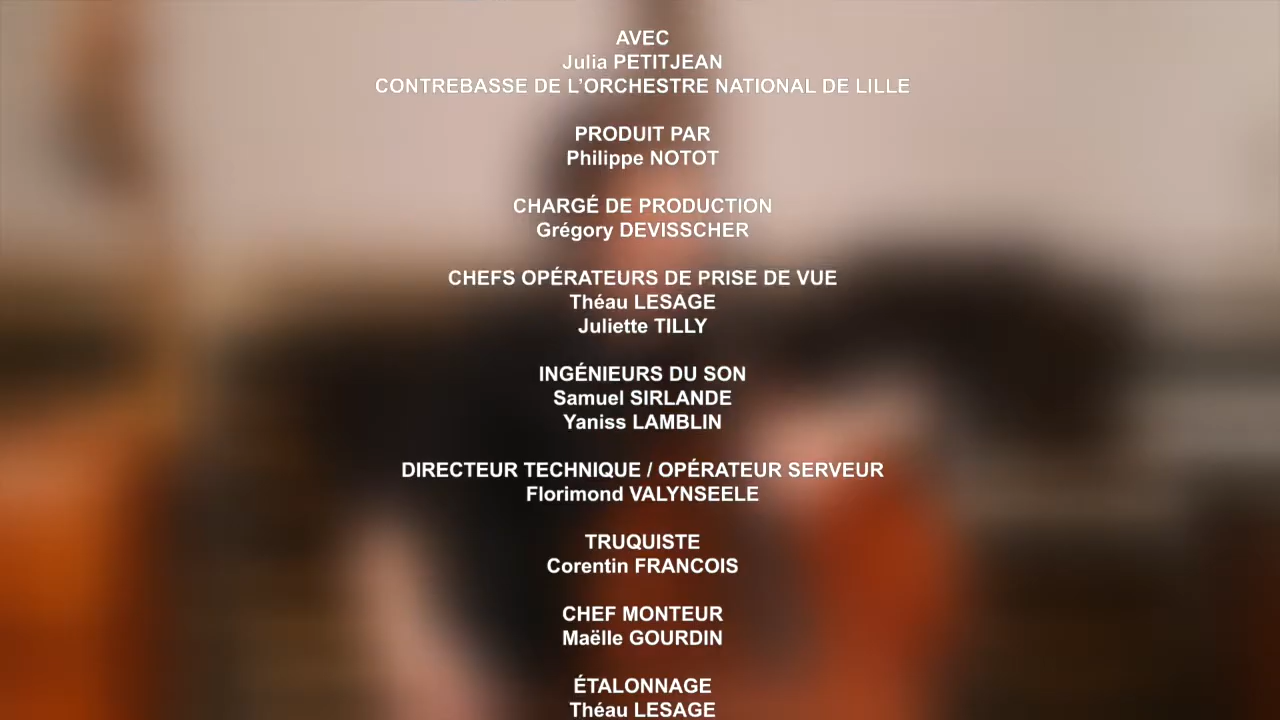 AVEC
Julia PETITJEAN
CONTREBASSE DE L’ORCHESTRE NATIONAL DE LILLE
PRODUIT PAR
Philippe NOTOT
CHARGÉ DE PRODUCTION
Grégory DEVISSCHER
CHEFS OPÉRATEURS DE PRISE DE VUE
Théau LESAGE
Juliette TILLY
INGÉNIEURS DU SON
Samuel SIRLANDE
Yaniss LAMBLIN
DIRECTEUR TECHNIQUE / OPÉRATEUR SERVEUR
Florimond VALYNSEELE
TRUQUISTE
Corentin FRANCOIS
CHEF MONTEUR
Maëlle GOURDIN
ÉTALONNAGE
Théau LESAGE